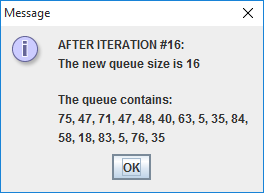 Message
AFTER ITERATION #16:
The new queue size is 16
The queue contains:
75, 47, 71, 47, 48, 40, 63, 5, 35, 84,
58, 18, 83, 5, 76, 35
OK